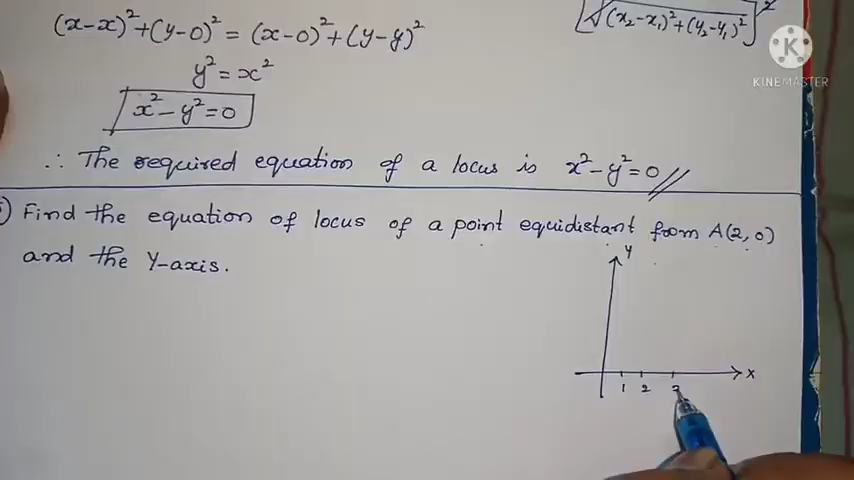 (x-x)²+(y-0)² = (x-0)²+(y-y)²
[√(x₂-x₁)²+(y₂-y₁)²]²
y² = x²
x² - y² = 0
KINEMASTER
∴ The required equation of a locus is x²-y²=0 //
) Find the equation of locus of a point equidistant from A(2,0)
and the Y-axis.
y
x
1 2